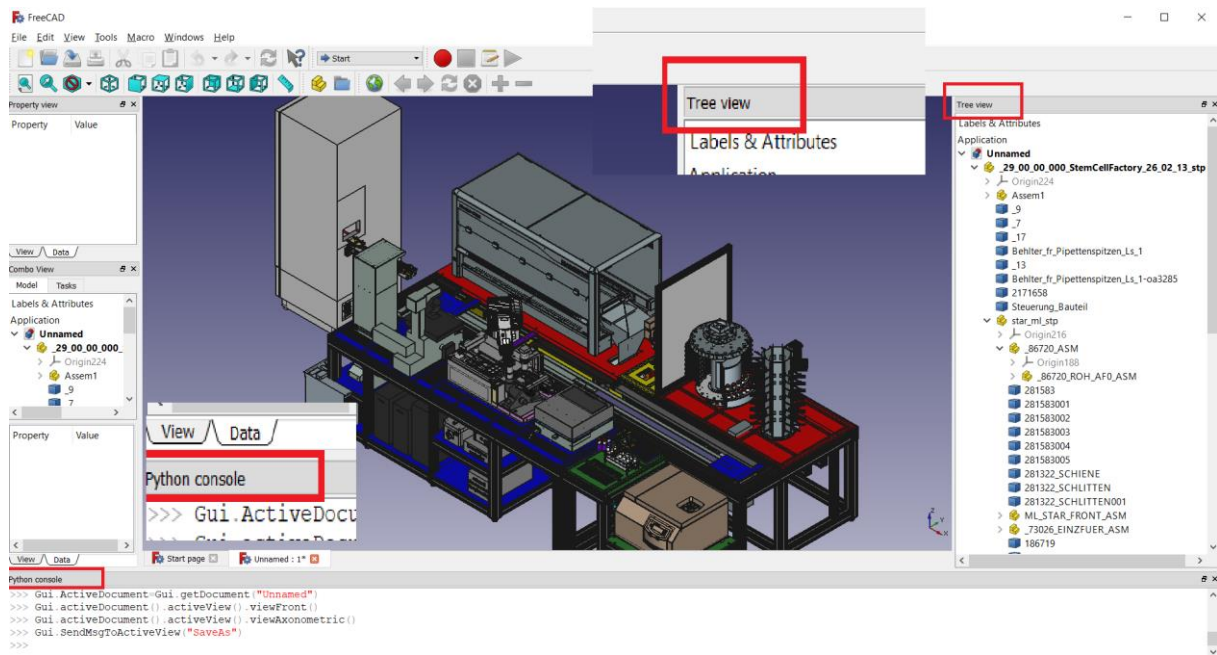 FreeCAD
File Edit View Tools Macro Windows Help
Start
Property view
Property Value
View Data
Combo View
Model Tasks
Labels & Attributes
Application
Unnamed
_29_00_00_000_
Origin224
Assem1
_9
_7
Property Value
View Data
Tree view
Labels & Attributes
Application
View Data
Python console
>>> Gui.ActiveDocu
Start page
Unnamed : 1*
Tree view
Labels & Attributes
Application
Unnamed
_29_00_00_000_StemCellFactory_26_02_13_stp
Origin224
Assem1
_9
_7
_17
Behlter_fr_Pipettenspitzen_Ls_1
_13
Behlter_fr_Pipettenspitzen_Ls_1-oa3285
2171658
Steuerung_Bauteil
star_ml_stp
Origin216
_86720_ASM
Origin188
_86720_ROH_AF0_ASM
281583
281583001
281583002
281583003
281583004
281583005
281322_SCHIENE
281322_SCHLITTEN
281322_SCHLITTEN001
ML_STAR_FRONT_ASM
_73026_EINZFUER_ASM
186719
Python console
>>> Gui.ActiveDocument=Gui.getDocument("Unnamed")
>>> Gui.activeDocument().activeView().viewFront()
>>> Gui.activeDocument().activeView().viewAxonometric()
>>> Gui.SendMsgToActiveView("SaveAs")
>>>